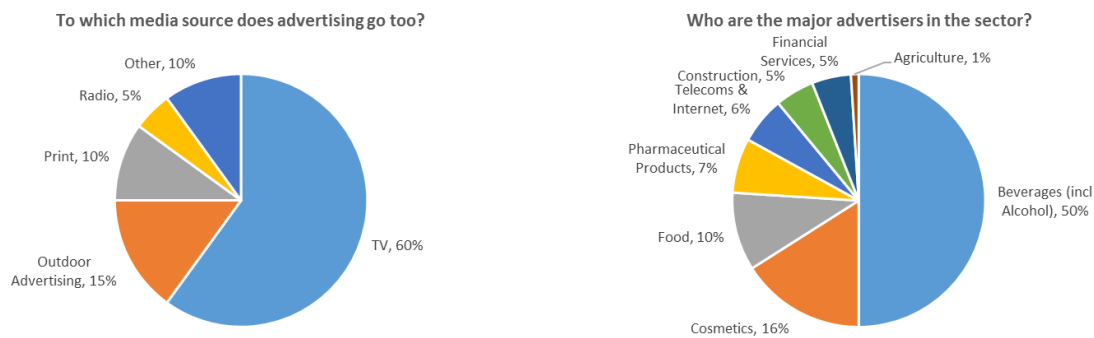 To which media source does advertising go too?
Other, 10%
Radio, 5%
Print, 10%
Outdoor
Advertising, 15%
TV, 60%
Who are the major advertisers in the sector?
Financial
Services, 5%
Agriculture, 1%
Construction, 5%
Telecoms &
Internet, 6%
Pharmaceutical
Products, 7%
Food, 10%
Cosmetics, 16%
Beverages (incl
Alcohol), 50%